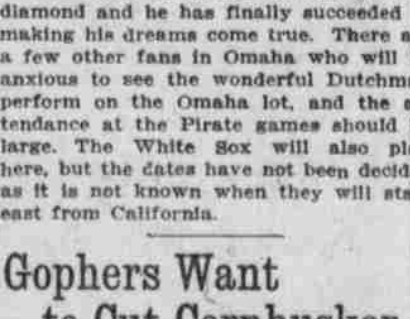 diamond and he has finally succeeded
making his dreams come true. There a
a few other fans in Omaha who will
anxious to see the wonderful Dutchm
perform on the Omaha lot, and the a
tendance at the Pirate games should
large. The White Sox will also pl
here, but the dates have not been decid
as it is not known when they will sta
east from California.
Gophers Want
to Cut Cornhusker